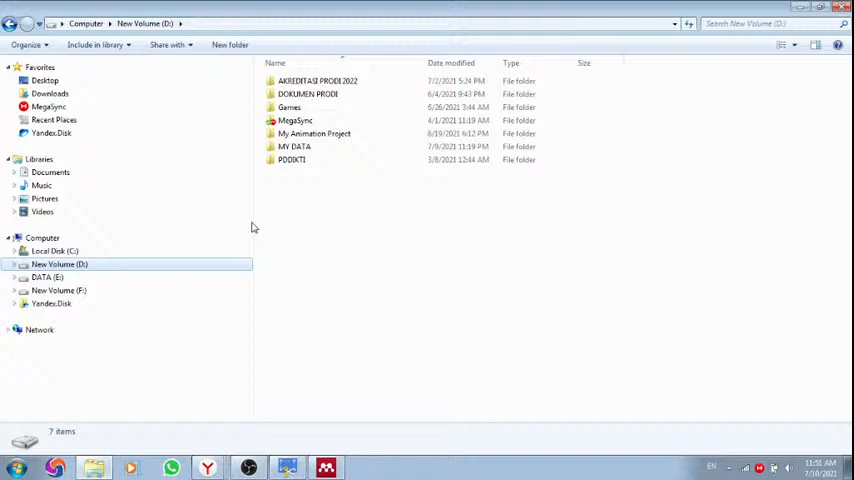 Computer ▸ New Volume (D:) ▸
Search New Volume (D:)
Organize Include in library Share with New folder
Name Date modified Type Size
AKREDITASI PRODI 2022 7/2/2021 5:24 PM File folder
DOKUMEN PRODI 6/4/2021 9:43 PM File folder
Games 6/26/2021 3:44 AM File folder
MegaSync 4/1/2021 11:19 AM File folder
My Animation Project 6/19/2021 6:12 PM File folder
MY DATA 7/9/2021 11:19 PM File folder
PDDIKTI 3/8/2021 12:44 AM File folder
Favorites
Desktop
Downloads
MegaSync
Recent Places
Yandex.Disk
Libraries
Documents
Music
Pictures
Videos
Computer
Local Disk (C:)
New Volume (D:)
DATA (E:)
New Volume (F:)
Yandex.Disk
Network
7 items
EN
11:51 AM
7/10/2021